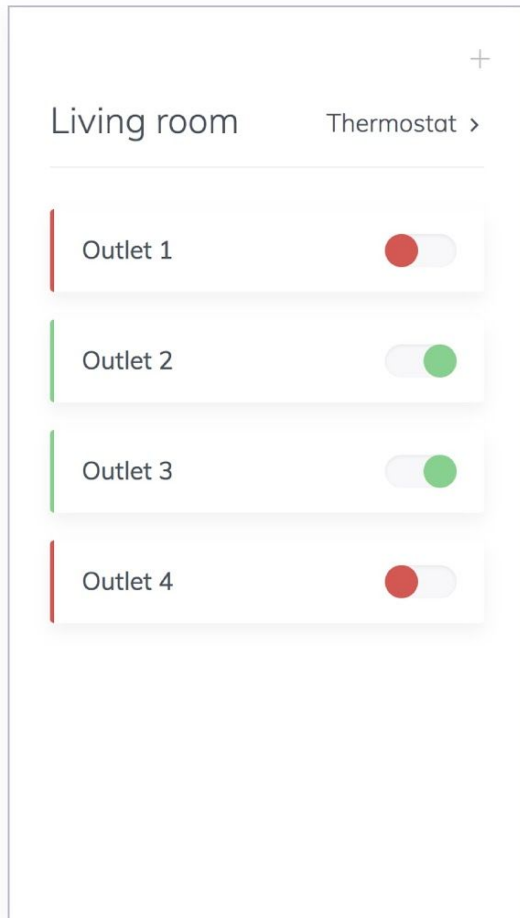 +
Living room
Thermostat >
Outlet 1
Outlet 2
Outlet 3
Outlet 4